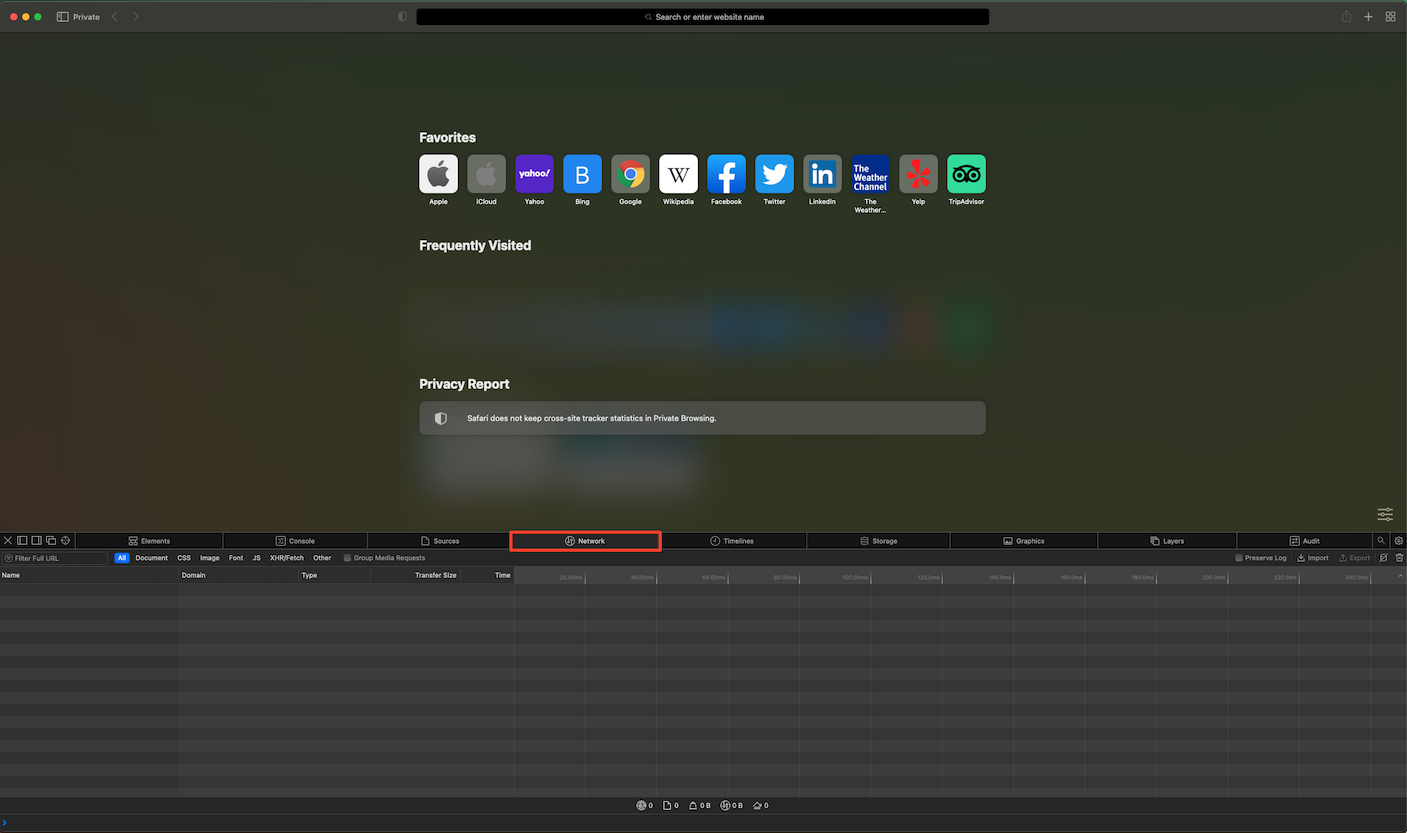 Private
Search or enter website name
Favorites
yahoo!
B
W
f
in
The
Weather
Channel
Apple
iCloud
Yahoo
Bing
Google
Wikipedia
Facebook
Twitter
LinkedIn
The
Weather...
Yelp
TripAdvisor
Frequently Visited
Privacy Report
Safari does not keep cross-site tracker statistics in Private Browsing.
Elements
Console
Sources
Network
Timelines
Storage
Graphics
Layers
Audit
Filter Full URL
All
Document
CSS
Image
Font
JS
XHR/Fetch
Other
Group Media Requests
Preserve Log
Import
Export
Name
Domain
Type
Transfer Size
Time
20.00ms
40.00ms
60.00ms
80.00ms
100.0ms
120.0ms
140.0ms
160.0ms
180.0ms
200.0ms
220.0ms
240.0ms
0
0
0 B
0 B
0